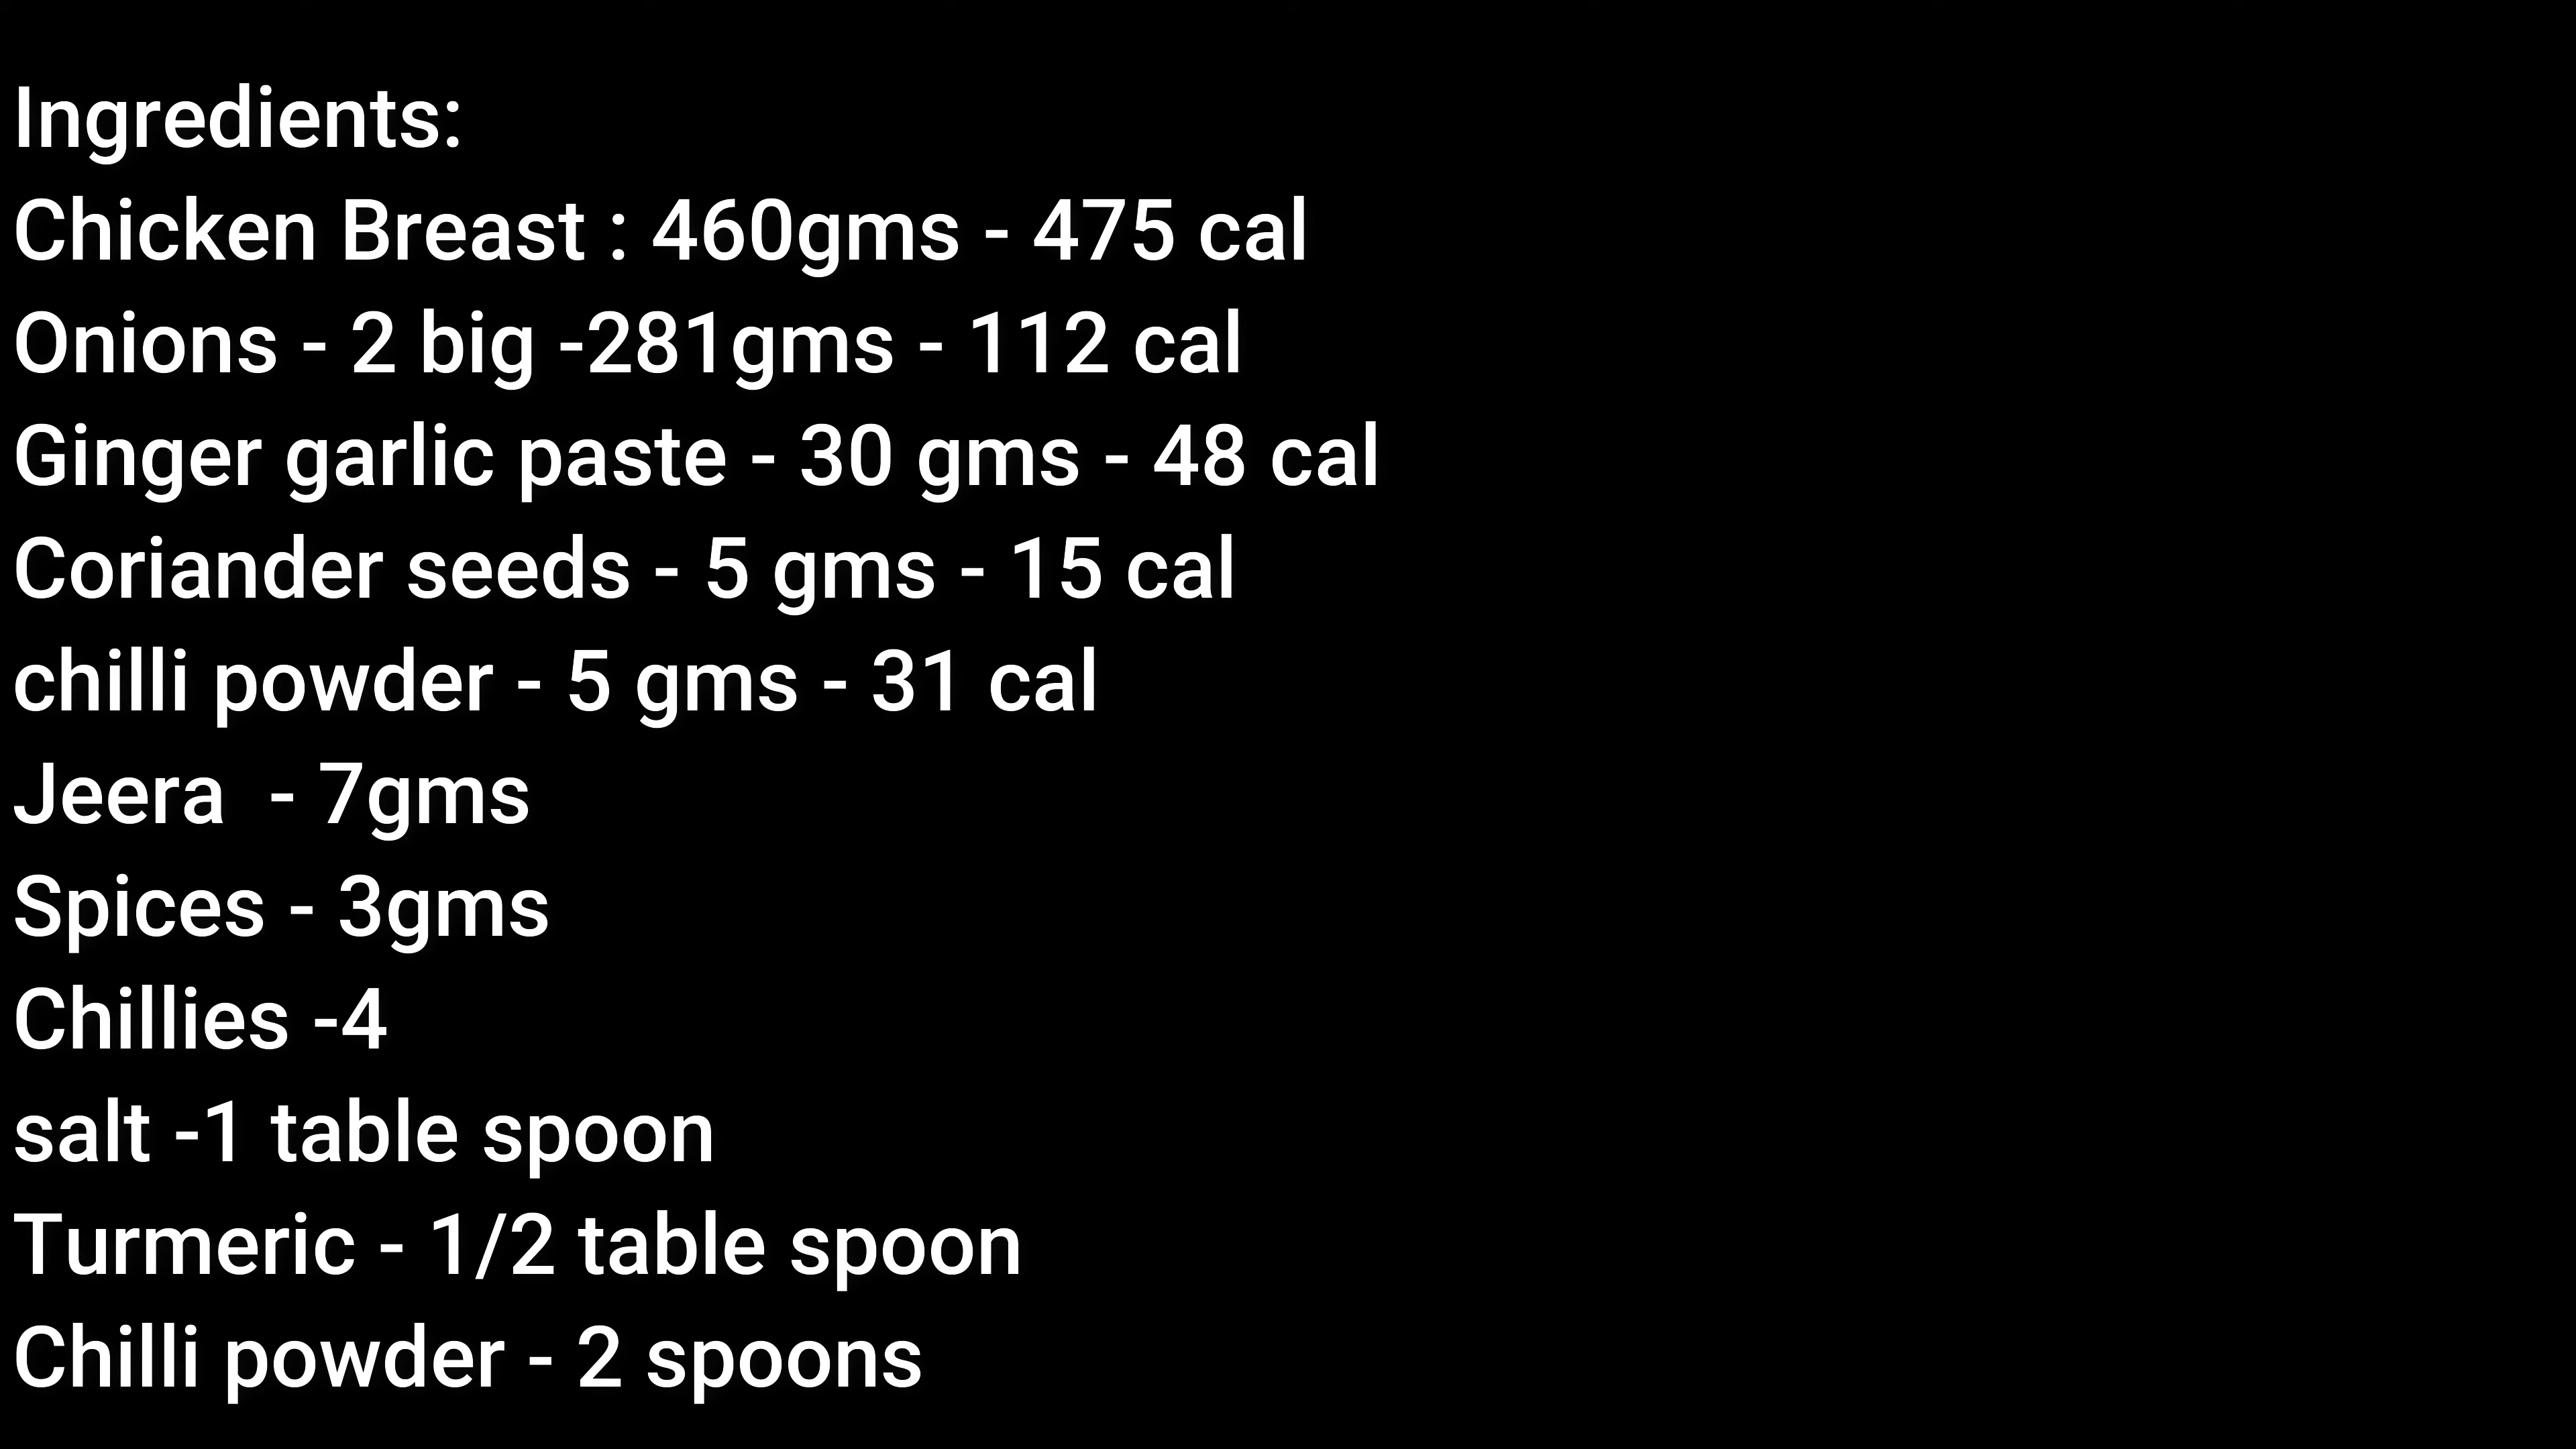 Ingredients:
Chicken Breast : 460gms - 475 cal
Onions - 2 big -281gms - 112 cal
Ginger garlic paste - 30 gms - 48 cal
Coriander seeds - 5 gms - 15 cal
chilli powder - 5 gms - 31 cal
Jeera  - 7gms
Spices - 3gms
Chillies -4
salt -1 table spoon
Turmeric - 1/2 table spoon
Chilli powder - 2 spoons